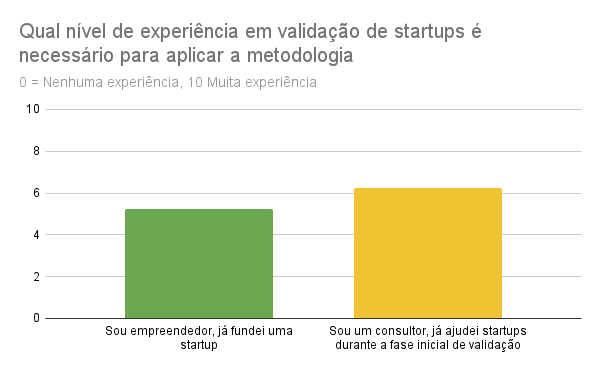 Qual nível de experiência em validação de startups é
necessário para aplicar a metodologia
0 = Nenhuma experiência, 10 Muita experiência
10
8
6
4
2
0
Sou empreendedor, já fundei uma
startup
Sou um consultor, já ajudei startups
durante a fase inicial de validação